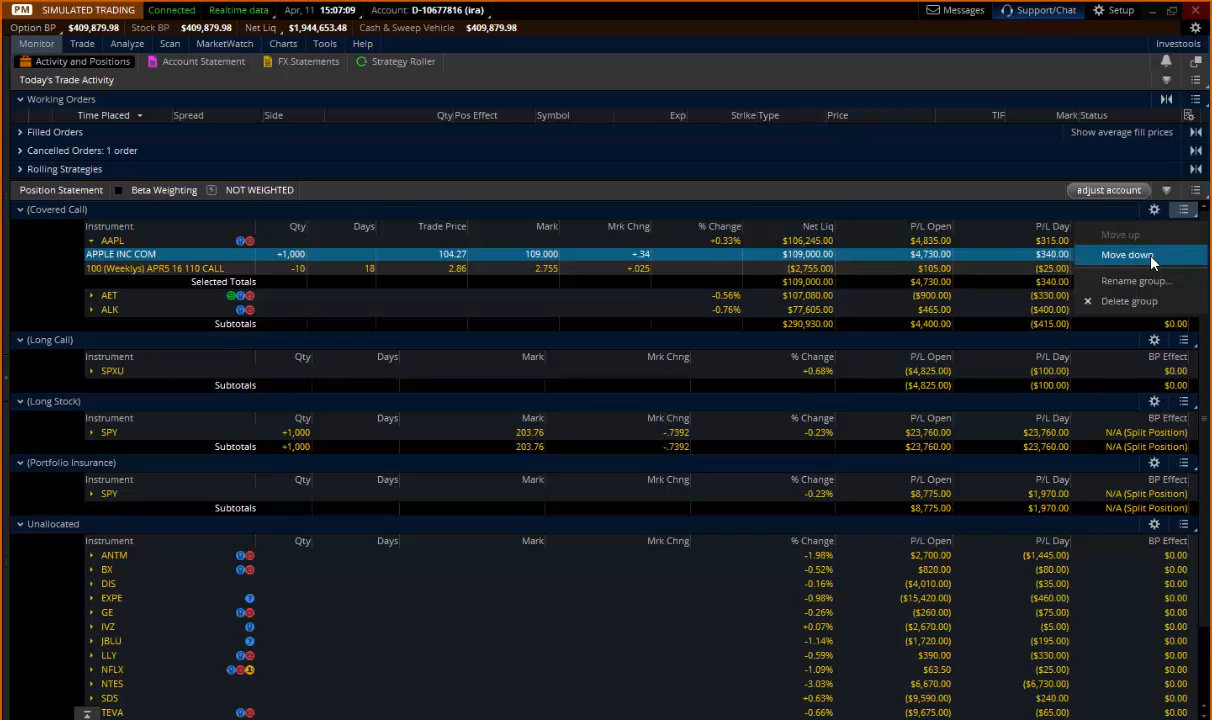 PM SIMULATED TRADING Connected Realtime data Apr, 11 15:07:09 Account: D-10677816 (ira) Messages Support/Chat Setup
Option BP $409,879.98 Stock BP $409,879.98 Net Liq $1,944,653.48 Cash & Sweep Vehicle $409,879.98
Monitor Trade Analyze Scan MarketWatch Charts Tools Help Investools
Activity and Positions Account Statement FX Statements Strategy Roller
Today's Trade Activity
Working Orders
Time Placed Spread Side Qty Pos Effect Symbol Exp Strike Type Price TIF Mark Status
Filled Orders Show average fill prices
Cancelled Orders: 1 order
Rolling Strategies
Position Statement Beta Weighting NOT WEIGHTED adjust account
(Covered Call)
Instrument Qty Days Trade Price Mark Mrk Chng % Change Net Liq P/L Open P/L Day
Move up
AAPL +0.33% $106,245.00 $4,835.00 $315.00
APPLE INC COM +1,000 104.27 109.000 +.34 $109,000.00 $4,730.00 $340.00 Move down
100 (Weeklys) APR5 16 110 CALL -10 18 2.86 2.755 +.025 ($2,755.00) $105.00 ($25.00)
Selected Totals $109,000.00 $4,730.00 $340.00 Rename group...
AET -0.56% $107,080.00 ($900.00) ($330.00)
Delete group
ALK -0.76% $77,605.00 $465.00 ($400.00)
Subtotals $290,930.00 $4,400.00 ($415.00) $0.00
(Long Call)
Instrument Qty Days Mark Mrk Chng % Change P/L Open P/L Day BP Effect
SPXU +0.68% ($4,825.00) ($100.00) $0.00
Subtotals ($4,825.00) ($100.00) $0.00
(Long Stock)
Instrument Qty Days Mark Mrk Chng % Change P/L Open P/L Day BP Effect
SPY +1,000 203.76 -.7392 -0.23% $23,760.00 $23,760.00 N/A (Split Position)
Subtotals +1,000 203.76 -.7392 -0.23% $23,760.00 $23,760.00 N/A (Split Position)
(Portfolio Insurance)
Instrument Qty Days Mark Mrk Chng % Change P/L Open P/L Day BP Effect
SPY -0.23% $8,775.00 $1,970.00 N/A (Split Position)
Subtotals $8,775.00 $1,970.00 N/A (Split Position)
Unallocated
Instrument Qty Days Mark Mrk Chng % Change P/L Open P/L Day BP Effect
ANTM -1.98% $2,700.00 ($1,445.00) $0.00
BX -0.52% $820.00 ($80.00) $0.00
DIS -0.16% ($4,010.00) ($35.00) $0.00
EXPE -0.98% ($15,420.00) ($460.00) $0.00
GE -0.26% ($260.00) ($75.00) $0.00
IVZ +0.07% ($2,670.00) ($5.00) $0.00
JBLU -1.14% ($1,720.00) ($195.00) $0.00
LLY -0.59% $390.00 ($330.00) $0.00
NFLX -1.09% $63.50 ($25.00) $0.00
NTES -3.03% $6,670.00 ($6,730.00) $0.00
SDS +0.63% ($9,590.00) $240.00 $0.00
TEVA -0.66% ($9,675.00) ($65.00) $0.00